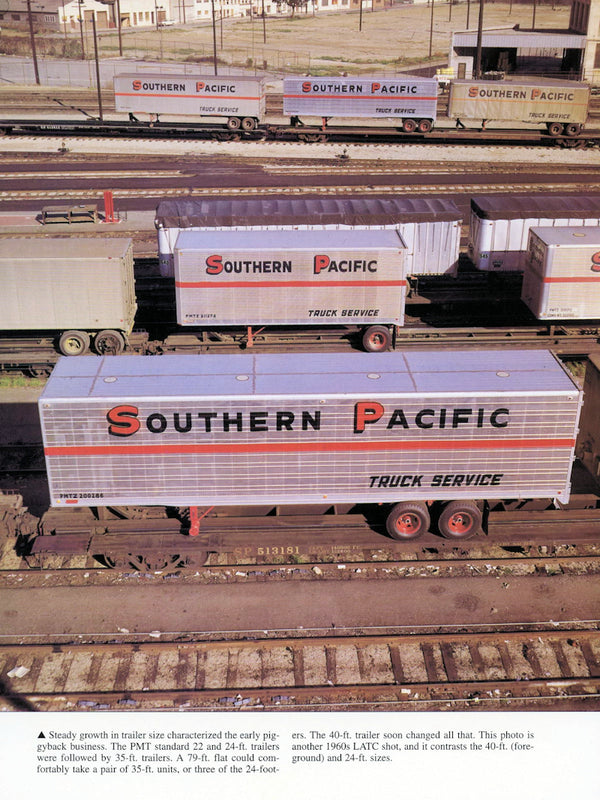 SOUTHERN PACIFIC
TRUCK SERVICE
SOUTHERN PACIFIC
TRUCK SERVICE
SOUTHERN PACIFIC
TRUCK SERVICE
SOUTHERN PACIFIC
TRUCK SERVICE
S
SOUTHERN PACIFIC
TRUCK SERVICE
PMTZ 200286
SP 513181
▲ Steady growth in trailer size characterized the early pig-
gyback business. The PMT standard 22 and 24-ft. trailers
were followed by 35-ft. trailers. A 79-ft. flat could com-
fortably take a pair of 35-ft. units, or three of the 24-foot-
ers. The 40-ft. trailer soon changed all that. This photo is
another 1960s LATC shot, and it contrasts the 40-ft. (fore-
ground) and 24-ft. sizes.